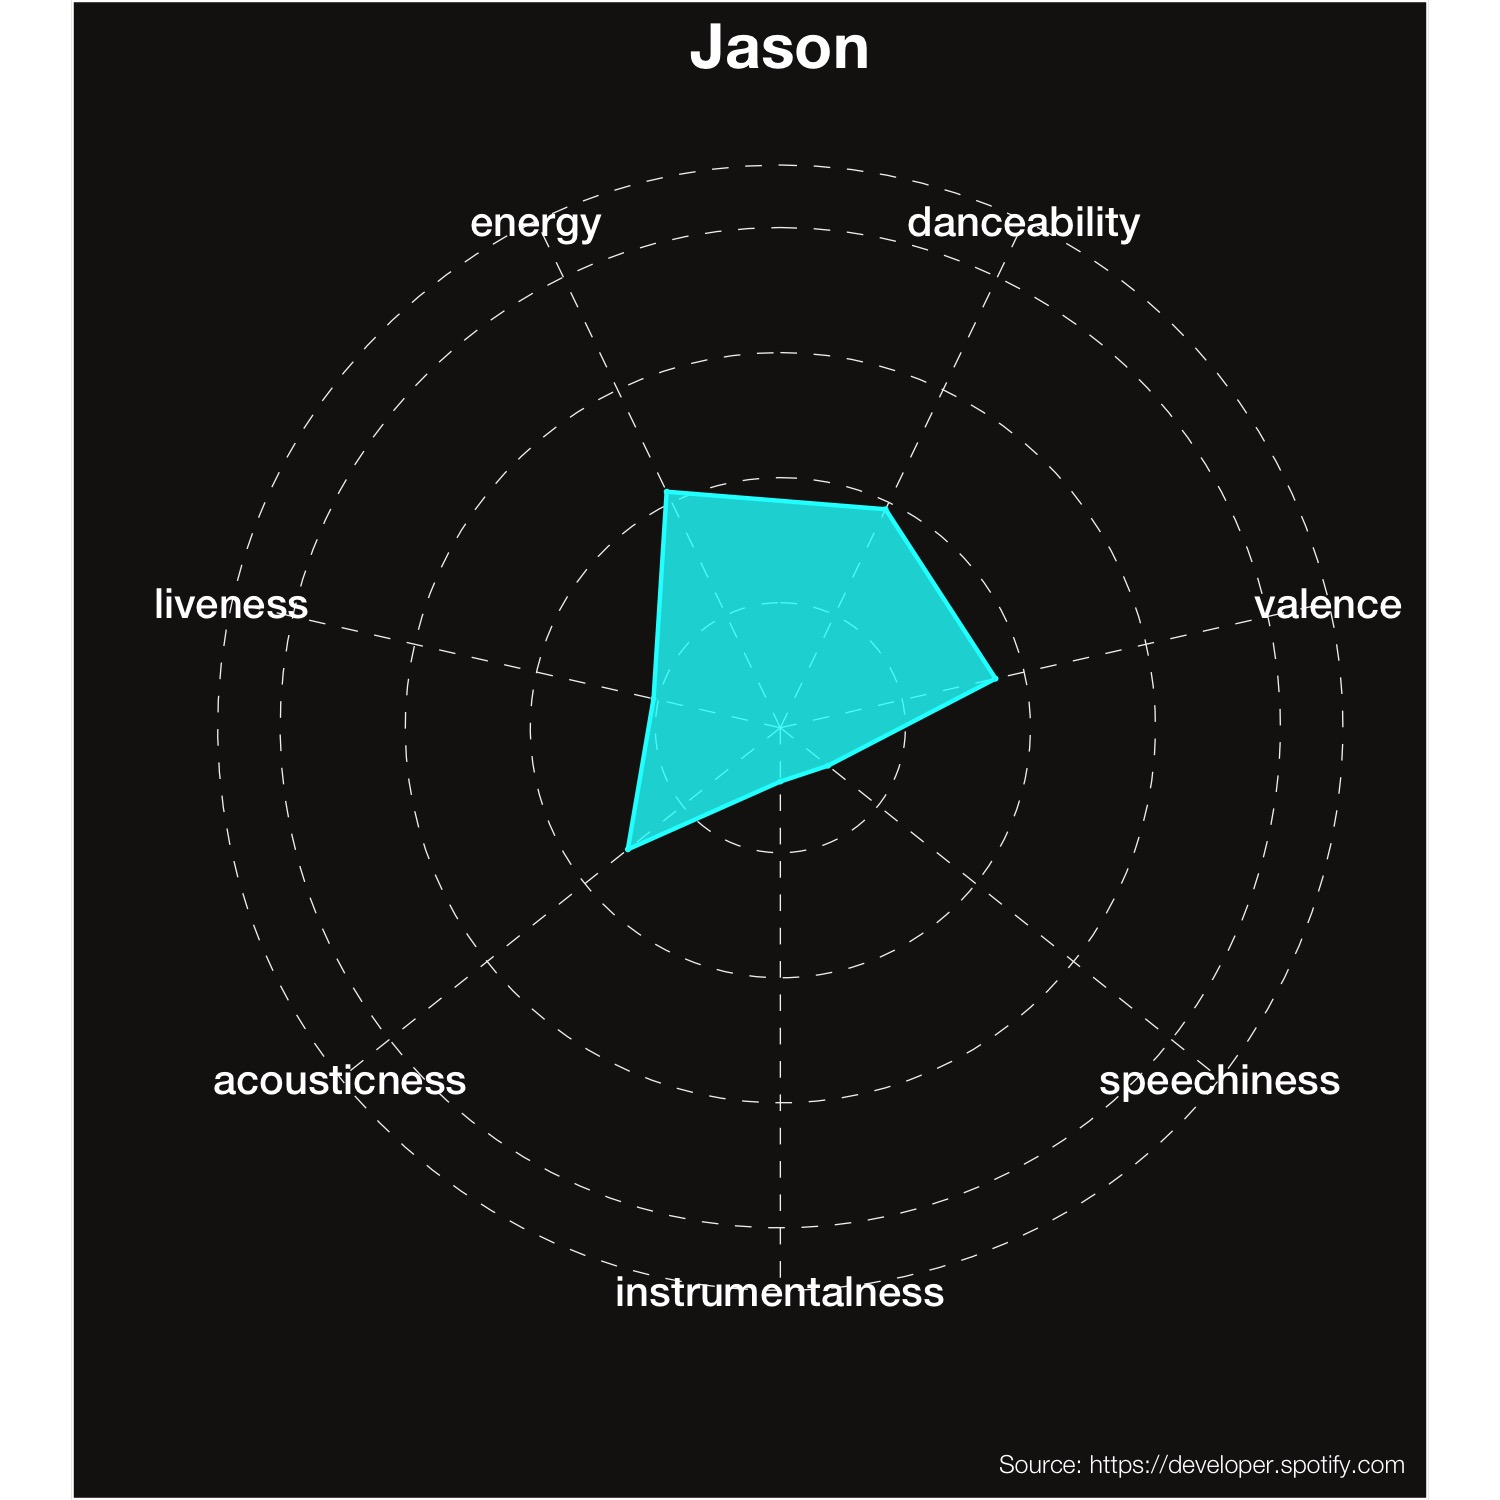 Jason
energy
danceability
liveness
valence
acousticness
speechiness
instrumentalness
Source: https://developer.spotify.com